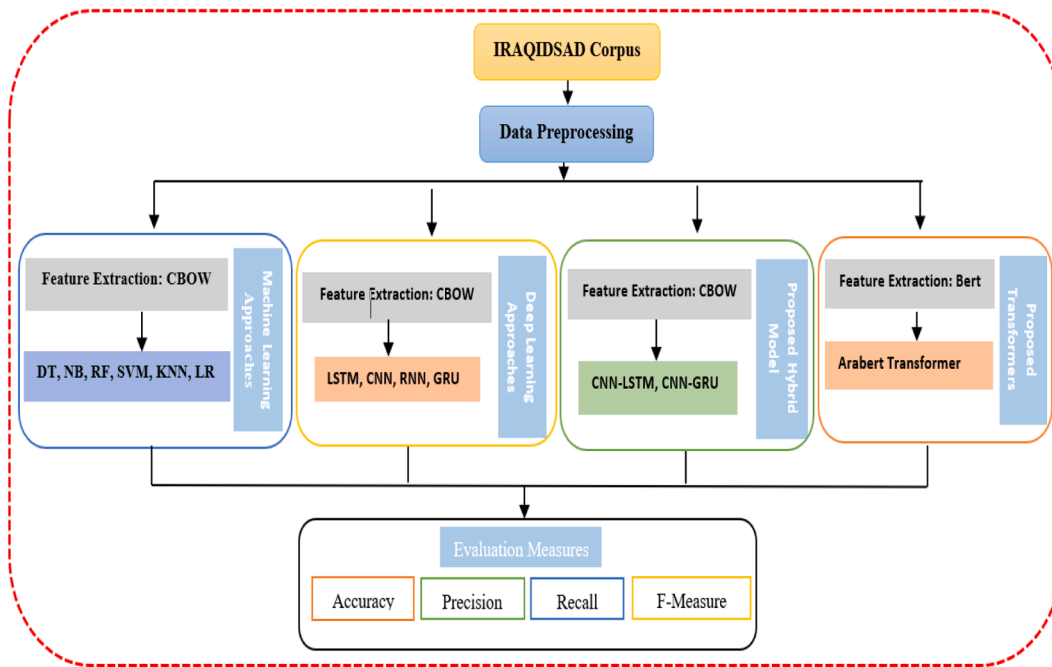 IRAQIDSAD Corpus
Data Preprocessing
Feature Extraction: CBOW
DT, NB, RF, SVM, KNN, LR
Machine Learning
Approaches
Feature Extraction: CBOW
LSTM, CNN, RNN, GRU
Deep Learning
Approaches
Feature Extraction: CBOW
CNN-LSTM, CNN-GRU
Proposed Hybrid
Model
Feature Extraction: Bert
Arabert Transformer
Proposed
Transformers
Evaluation Measures
Accuracy
Precision
Recall
F-Measure